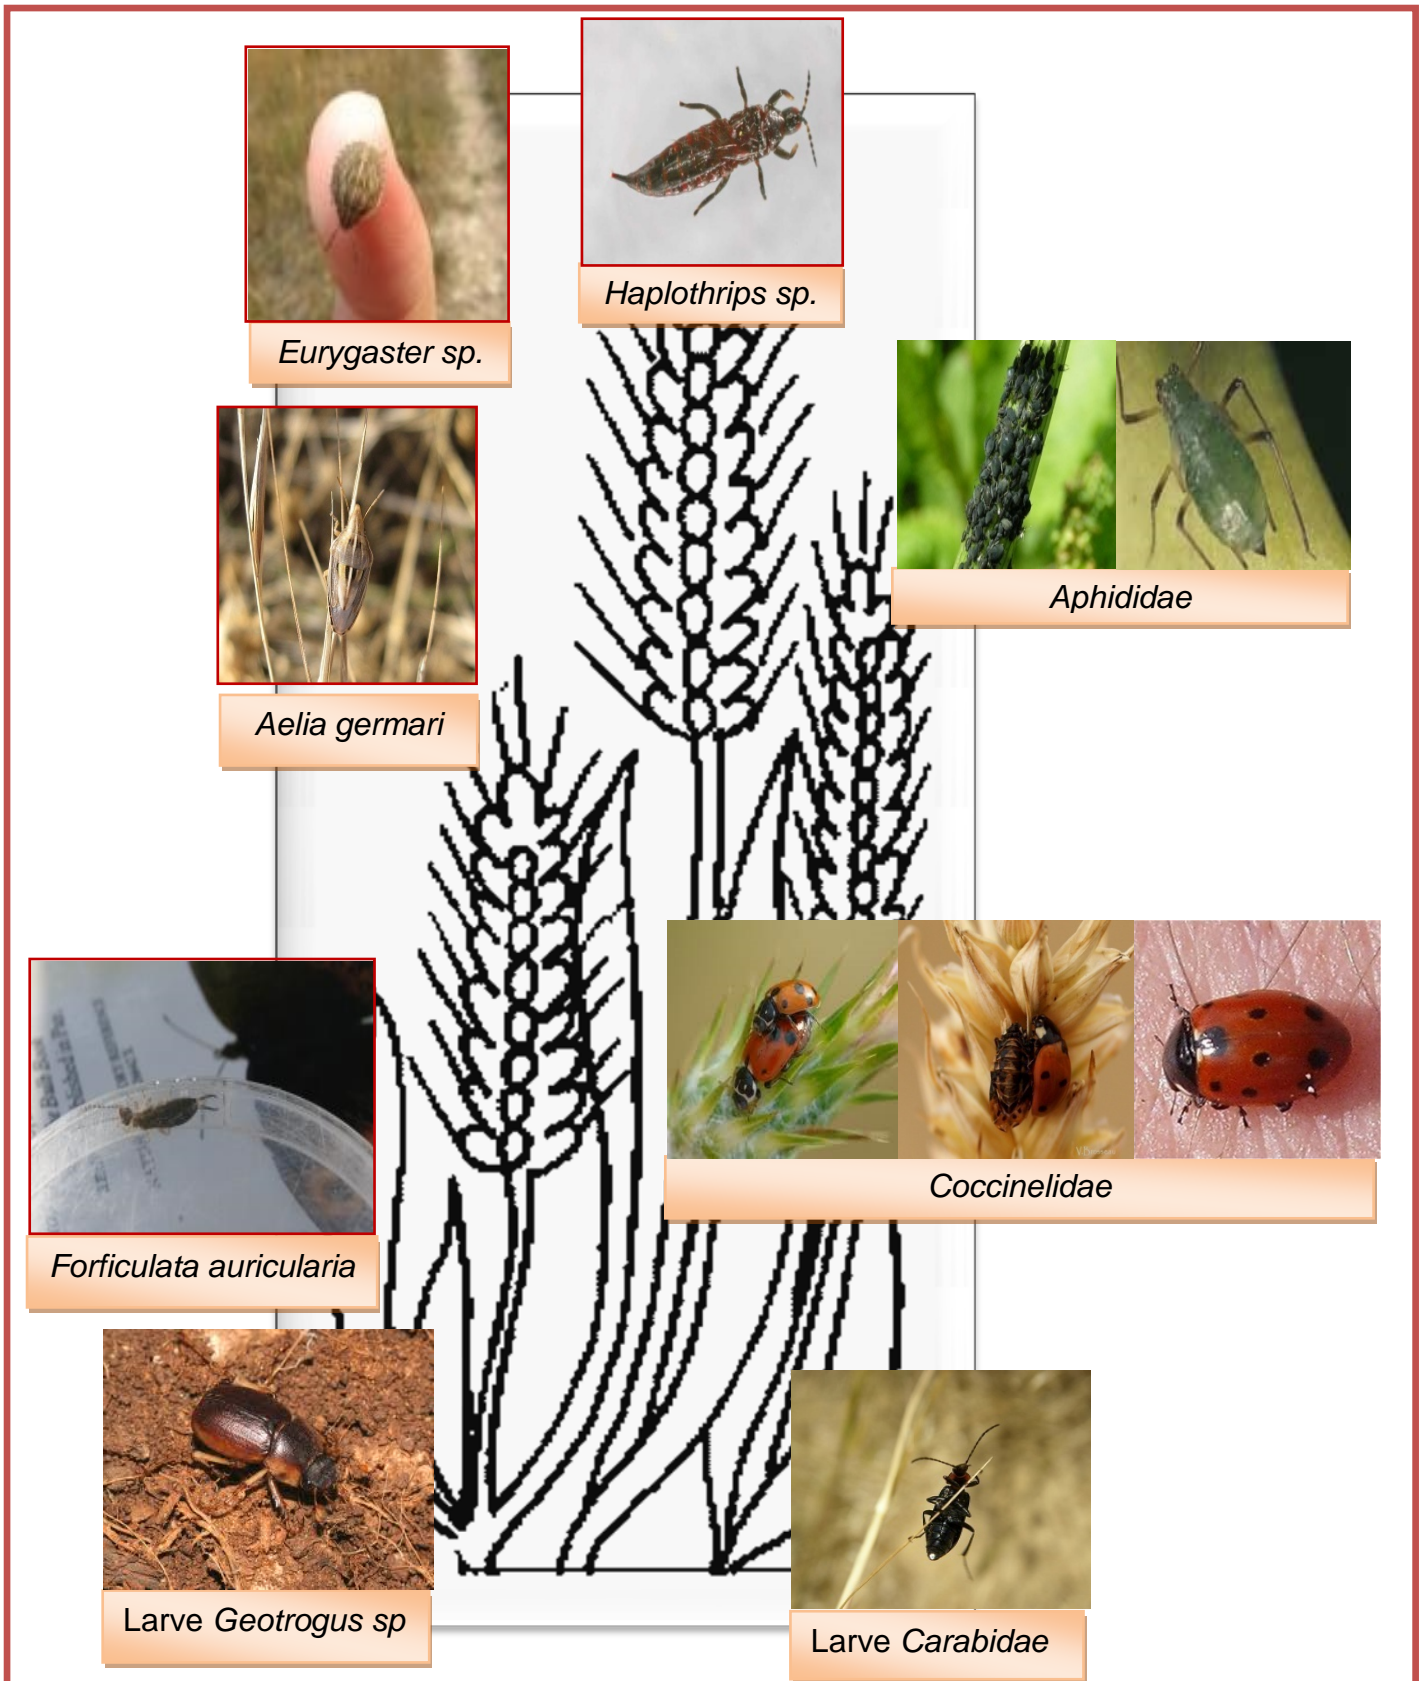 Haplothrips sp.
Eurygaster sp.
Aphididae
Aelia germari
Coccinelidae
Forficulata auricularia
Larve Geotrogus sp
Larve Carabidae